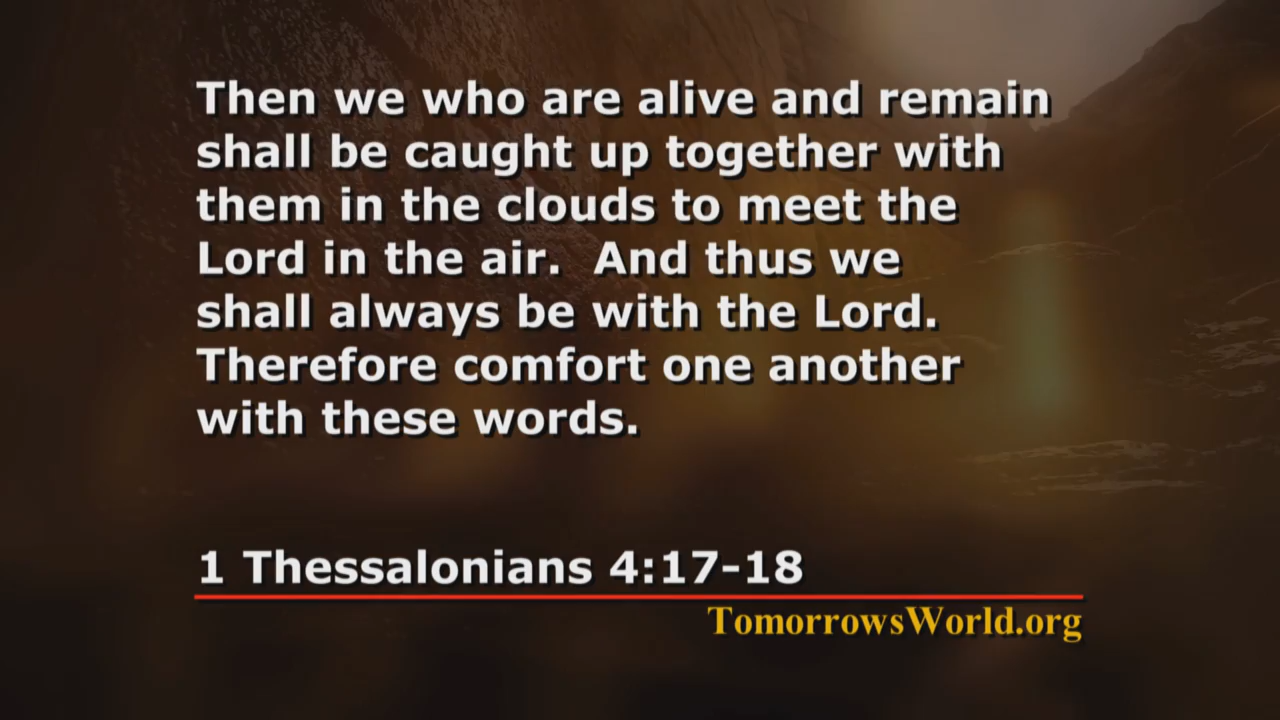 Then we who are alive and remain
shall be caught up together with
them in the clouds to meet the
Lord in the air.  And thus we
shall always be with the Lord.
Therefore comfort one another
with these words.
1 Thessalonians 4:17-18
TomorrowsWorld.org